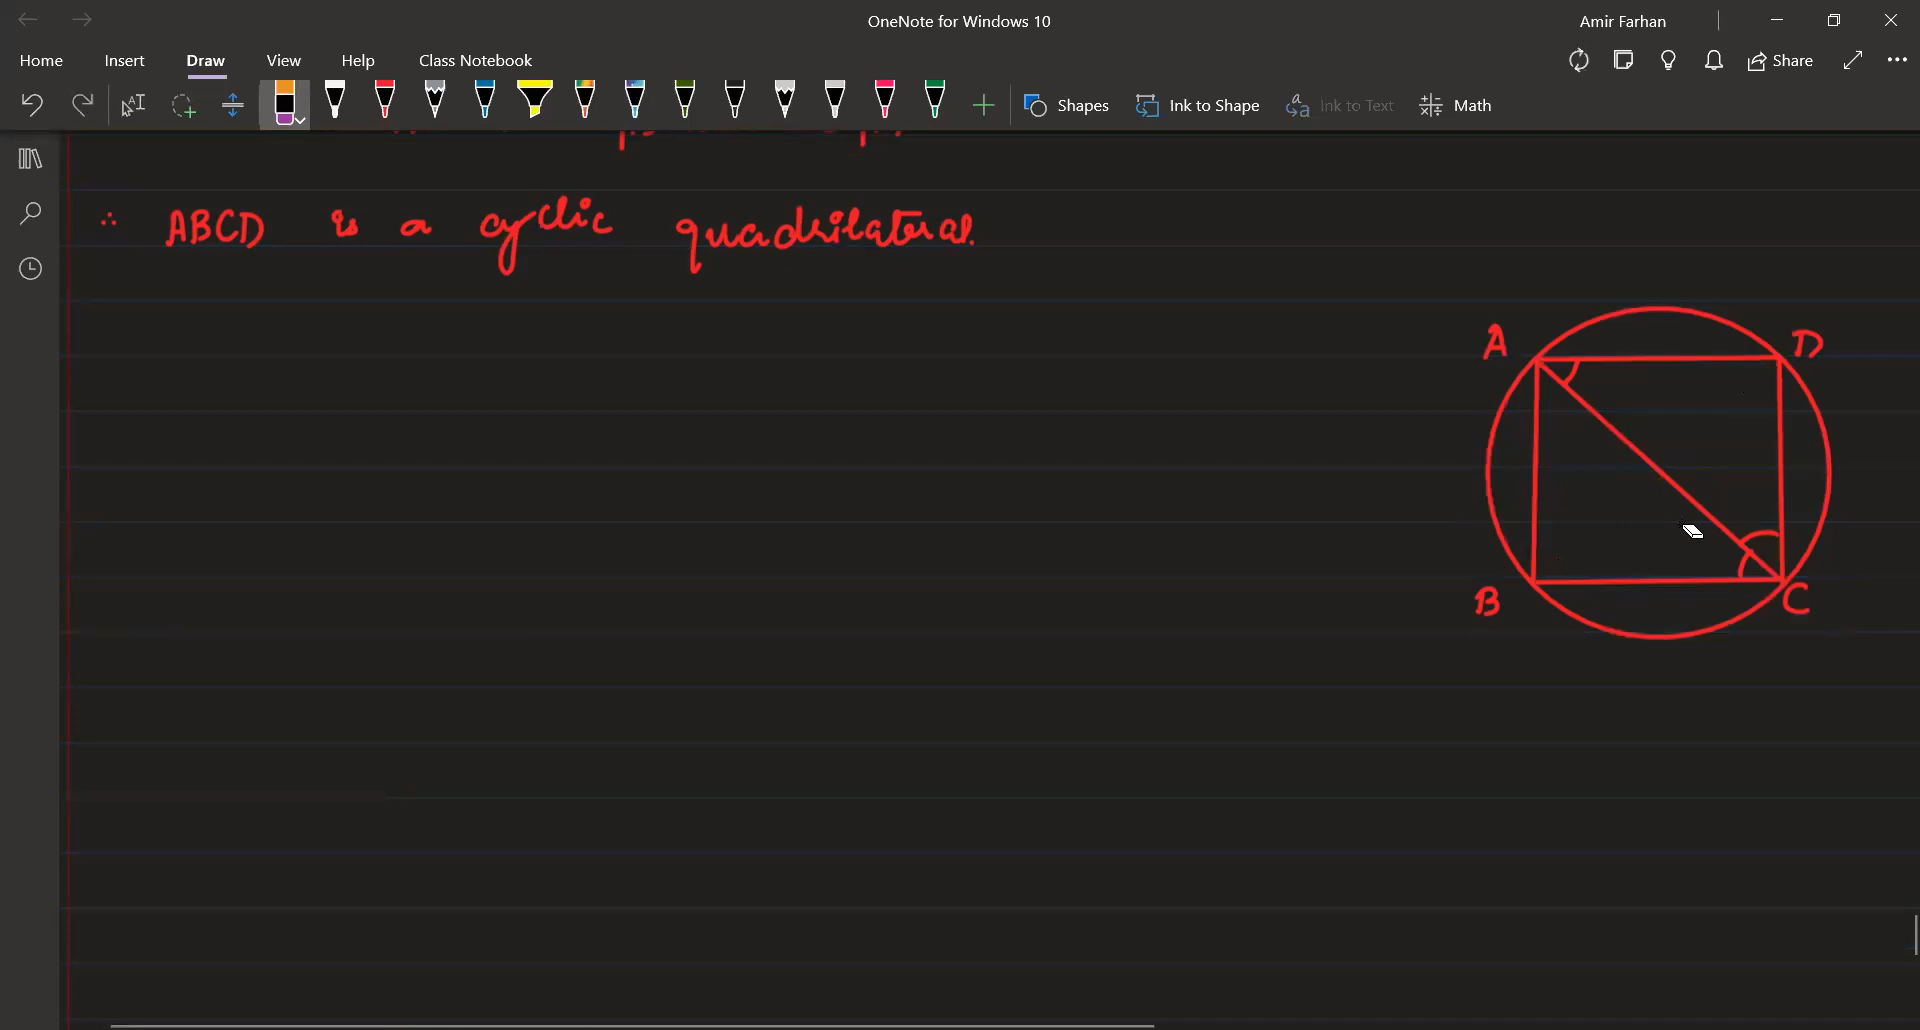 OneNote for Windows 10
Amir Farhan
Home Insert Draw View Help Class Notebook
Share
Shapes Ink to Shape Ink to Text Math
∴ ABCD is a cyclic quadrilateral.
A D
B C